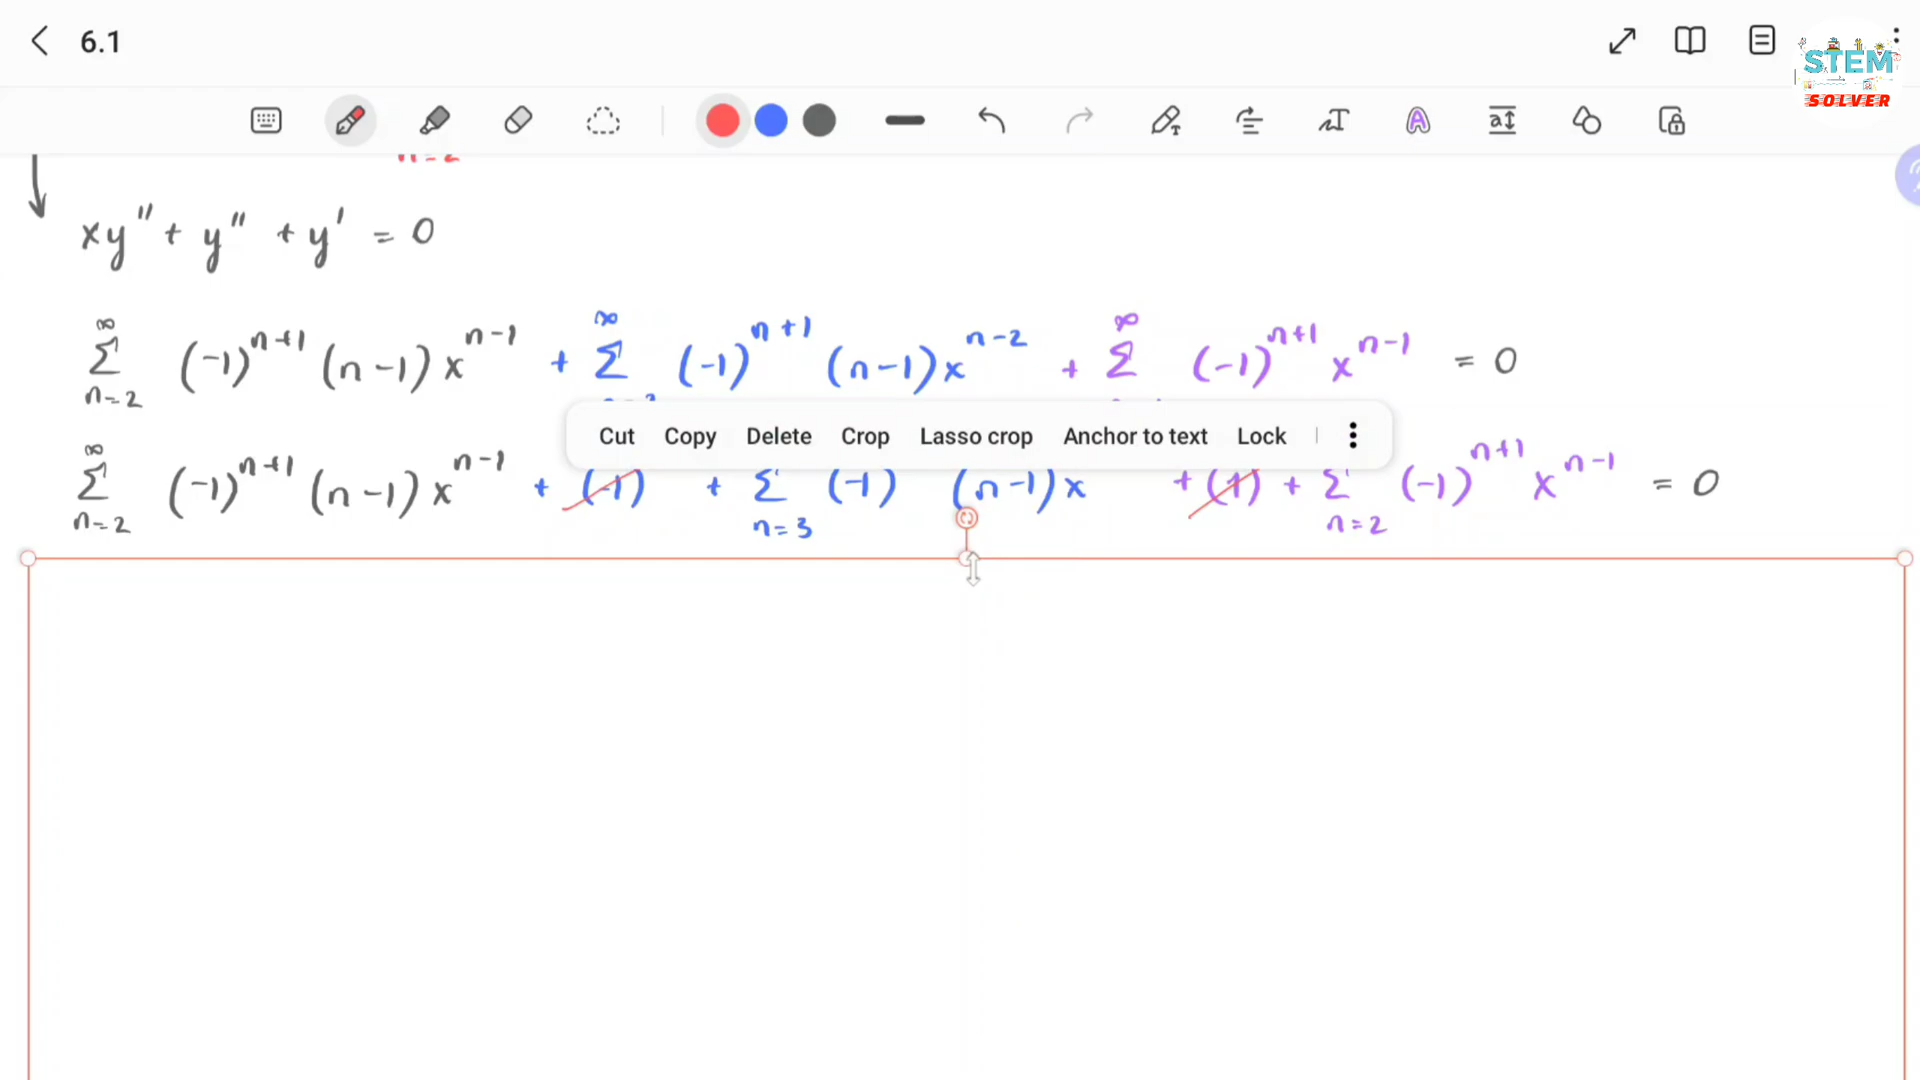 6.1
STEM
SOLVER
n=2
xy" + y" + y' = 0
∞ ∑ n=2 (-1)^{n+1} (n-1) x^{n-1} + ∞ ∑ (-1)^{n+1} (n-1) x^{n-2} + ∞ ∑ (-1)^{n+1} x^{n-1} = 0
Cut Copy Delete Crop Lasso crop Anchor to text Lock
∞ ∑ n=2 (-1)^{n+1} (n-1) x^{n-1} + (-1) + ∑ n=3 (-1) (n-1) x + (1) + ∑ n=2 (-1)^{n+1} x^{n-1} = 0